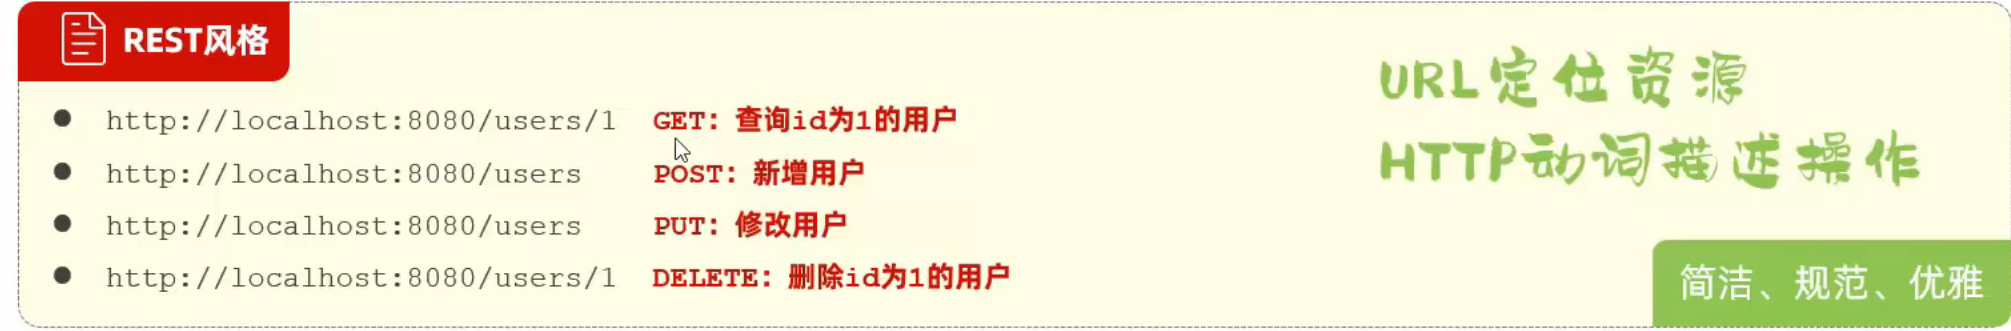 REST风格
http://localhost:8080/users/1 GET：查询id为1的用户
http://localhost:8080/users POST：新增用户
http://localhost:8080/users PUT：修改用户
http://localhost:8080/users/1 DELETE：删除id为1的用户
URL定位资源
HTTP动词描述操作
简洁、规范、优雅